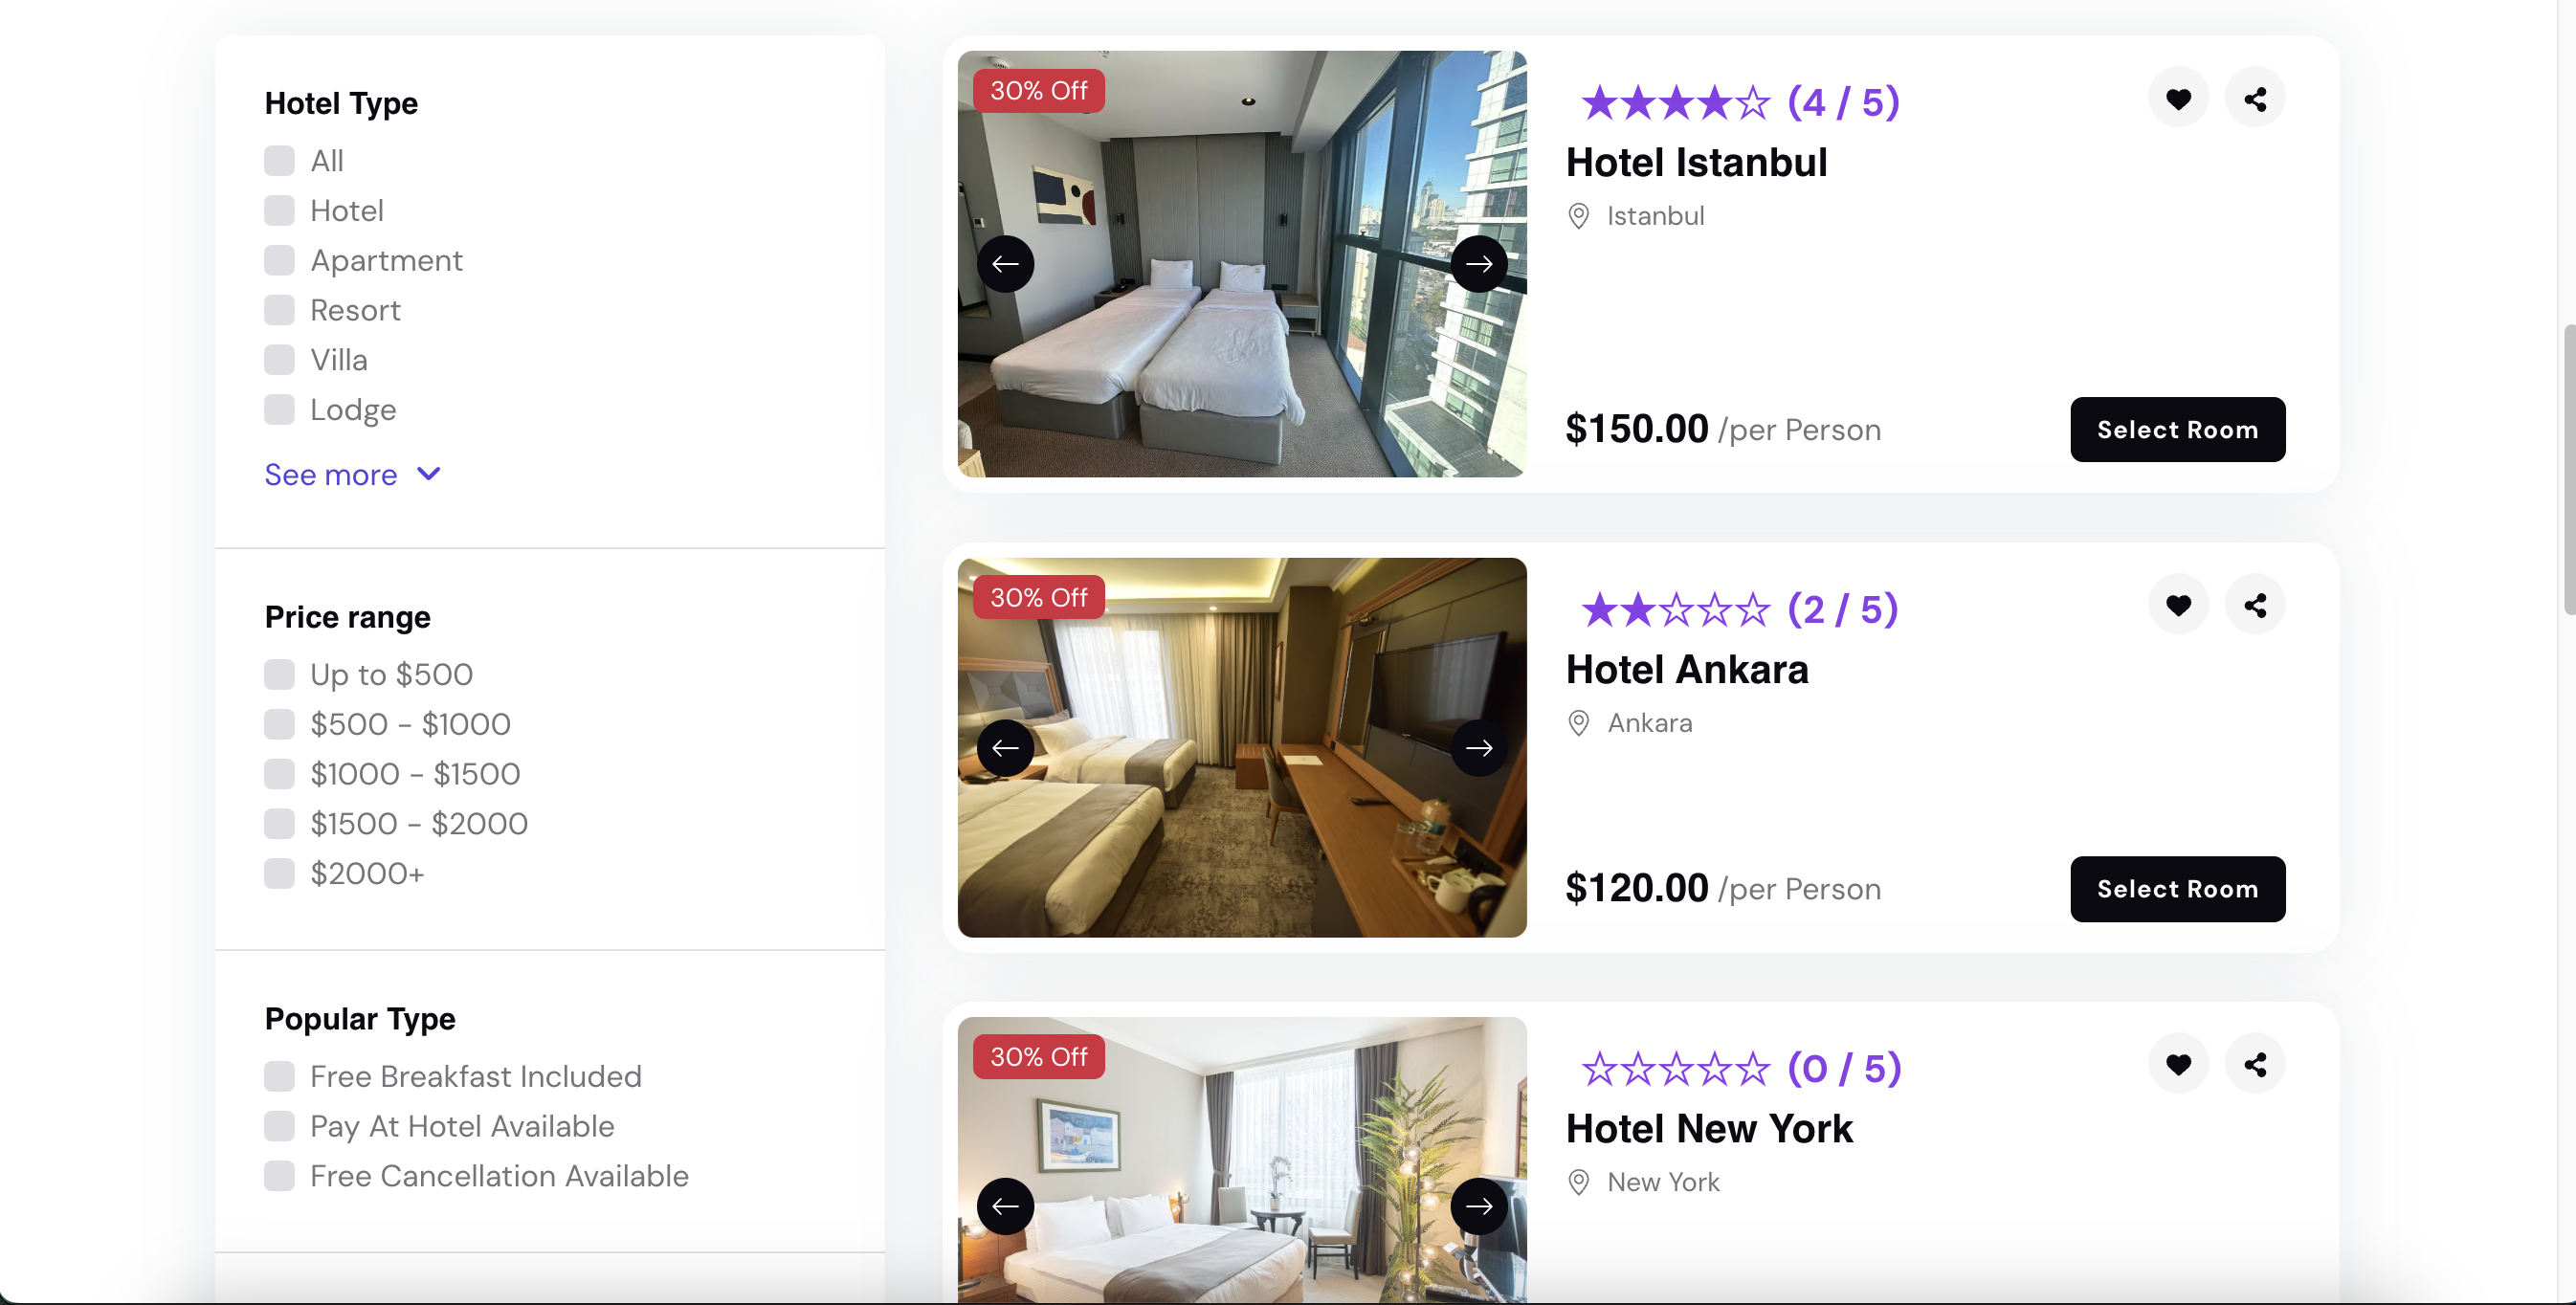 Hotel Type
All
Hotel
Apartment
Resort
Villa
Lodge
See more
Price range
Up to $500
$500 - $1000
$1000 - $1500
$1500 - $2000
$2000+
Popular Type
Free Breakfast Included
Pay At Hotel Available
Free Cancellation Available
30% Off
★★★★☆ (4 / 5)
Hotel Istanbul
Istanbul
$150.00 /per Person
Select Room
30% Off
★★☆☆☆ (2 / 5)
Hotel Ankara
Ankara
$120.00 /per Person
Select Room
30% Off
☆☆☆☆☆ (0 / 5)
Hotel New York
New York